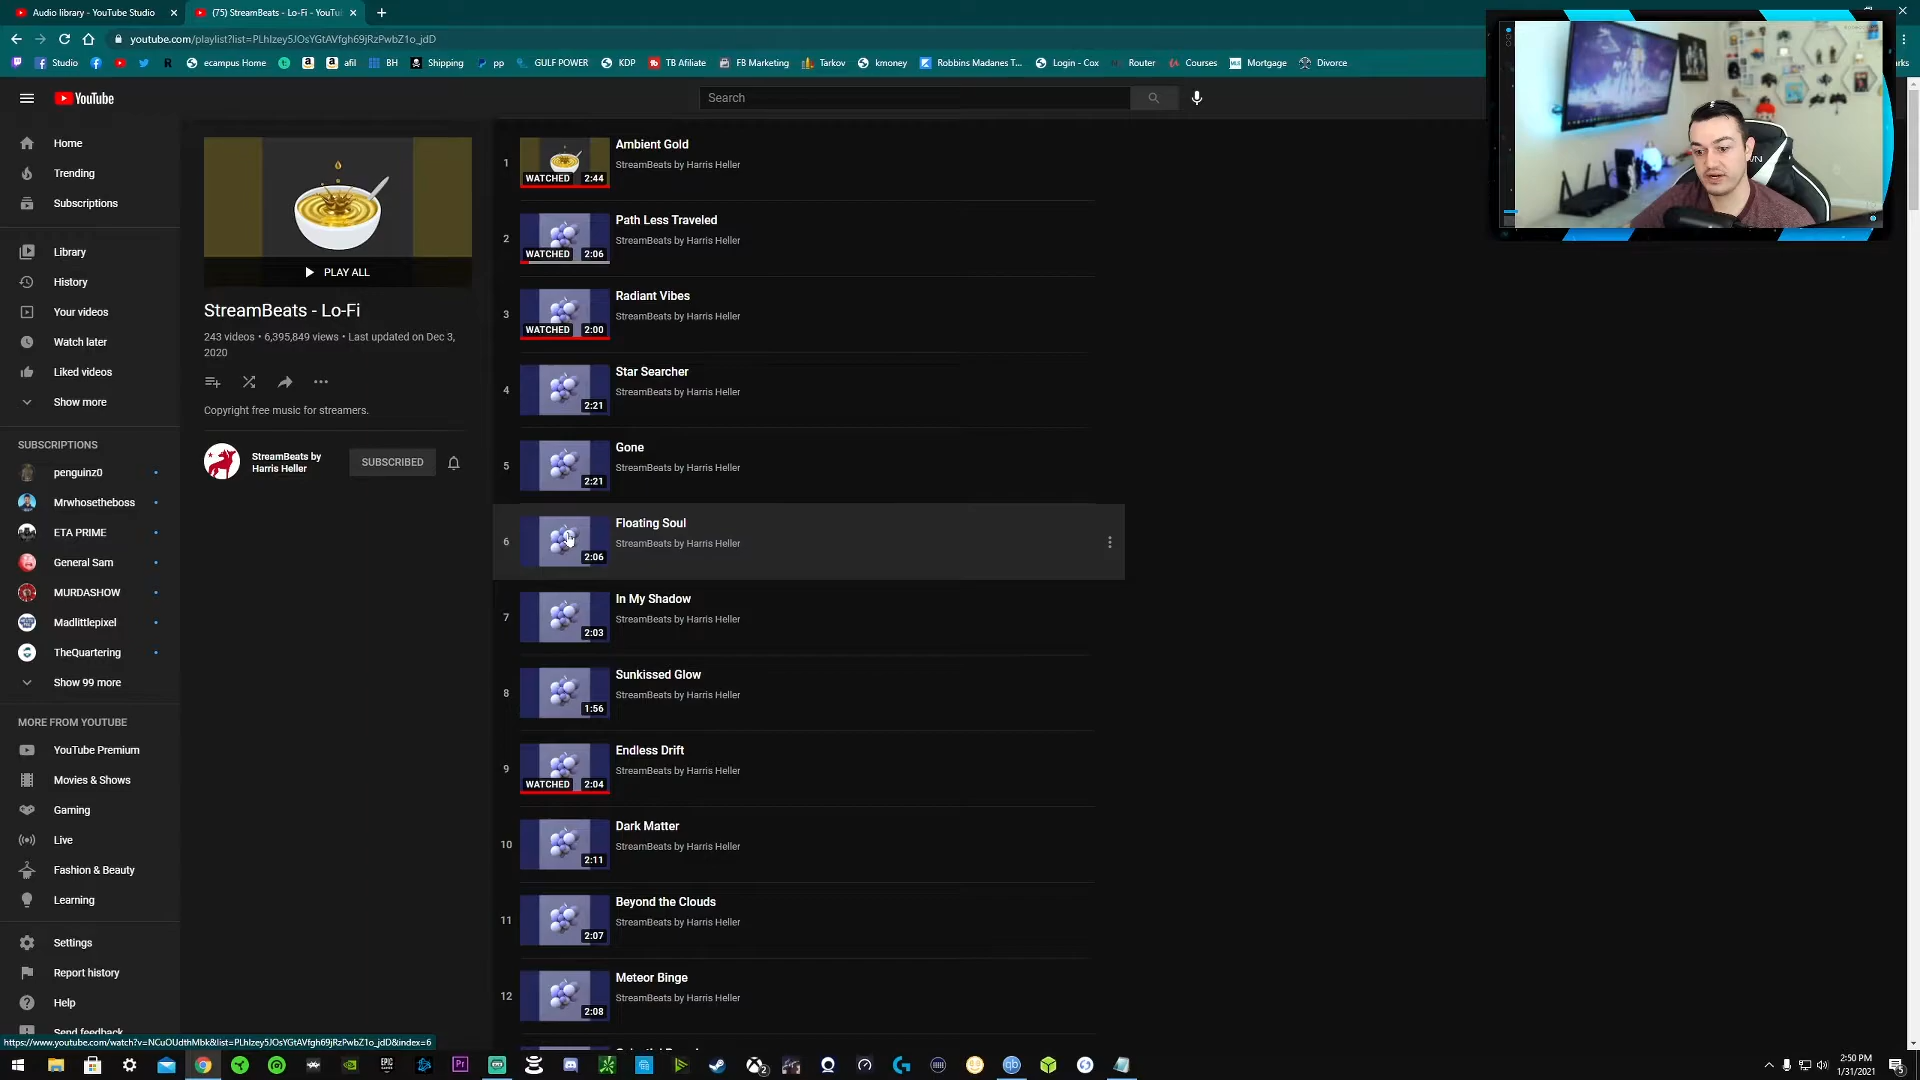 Audio library - YouTube Studio
(75) StreamBeats - Lo-Fi - YouTu
youtube.com/playlist?list=PLhIzey5JOsYGtAVfgh69jRzPwbZ1o_jdD
Studio
ecampus Home
afil
BH
Shipping
pp
GULF POWER
KDP
TB Afiliate
FB Marketing
Tarkov
kmoney
Robbins Madanes T...
Login - Cox
Router
Courses
Mortgage
Divorce
YouTube
Search
Home
Trending
Subscriptions
Library
History
Your videos
Watch later
Liked videos
Show more
SUBSCRIPTIONS
penguinz0
Mrwhosetheboss
ETA PRIME
General Sam
MURDASHOW
Madlittlepixel
TheQuartering
Show 99 more
MORE FROM YOUTUBE
YouTube Premium
Movies & Shows
Gaming
Live
Fashion & Beauty
Learning
Settings
Report history
Help
Send feedback
PLAY ALL
StreamBeats - Lo-Fi
243 videos • 6,395,849 views • Last updated on Dec 3,
2020
Copyright free music for streamers.
StreamBeats by
Harris Heller
SUBSCRIBED
1
WATCHED 2:44
Ambient Gold
StreamBeats by Harris Heller
2
WATCHED 2:06
Path Less Traveled
StreamBeats by Harris Heller
3
WATCHED 2:00
Radiant Vibes
StreamBeats by Harris Heller
4
2:21
Star Searcher
StreamBeats by Harris Heller
5
2:21
Gone
StreamBeats by Harris Heller
6
2:06
Floating Soul
StreamBeats by Harris Heller
7
2:03
In My Shadow
StreamBeats by Harris Heller
8
1:56
Sunkissed Glow
StreamBeats by Harris Heller
9
WATCHED 2:04
Endless Drift
StreamBeats by Harris Heller
10
2:11
Dark Matter
StreamBeats by Harris Heller
11
2:07
Beyond the Clouds
StreamBeats by Harris Heller
12
2:08
Meteor Binge
StreamBeats by Harris Heller
https://www.youtube.com/watch?v=NCuOUdthMbk&list=PLhIzey5JOsYGtAVfgh69jRzPwbZ1o_jdD&index=6
2:50 PM
1/31/2021